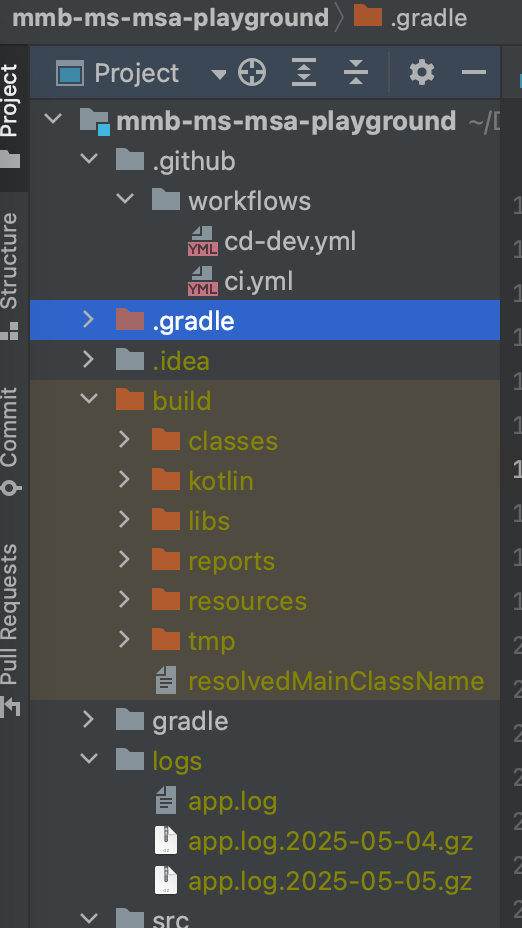 mmb-ms-msa-playground
.gradle
Project
mmb-ms-msa-playground ~/D
.github
workflows
cd-dev.yml
ci.yml
.gradle
.idea
build
classes
kotlin
libs
reports
resources
tmp
resolvedMainClassName
gradle
logs
app.log
app.log.2025-05-04.gz
app.log.2025-05-05.gz
src
Project
Structure
Commit
Pull Requests